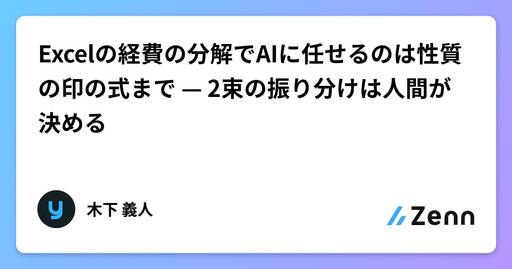 Excelの経費の分解でAIに任せるのは性質
の印の式まで — 2束の振り分けは人間が
決める
y
木下 義人
Zenn